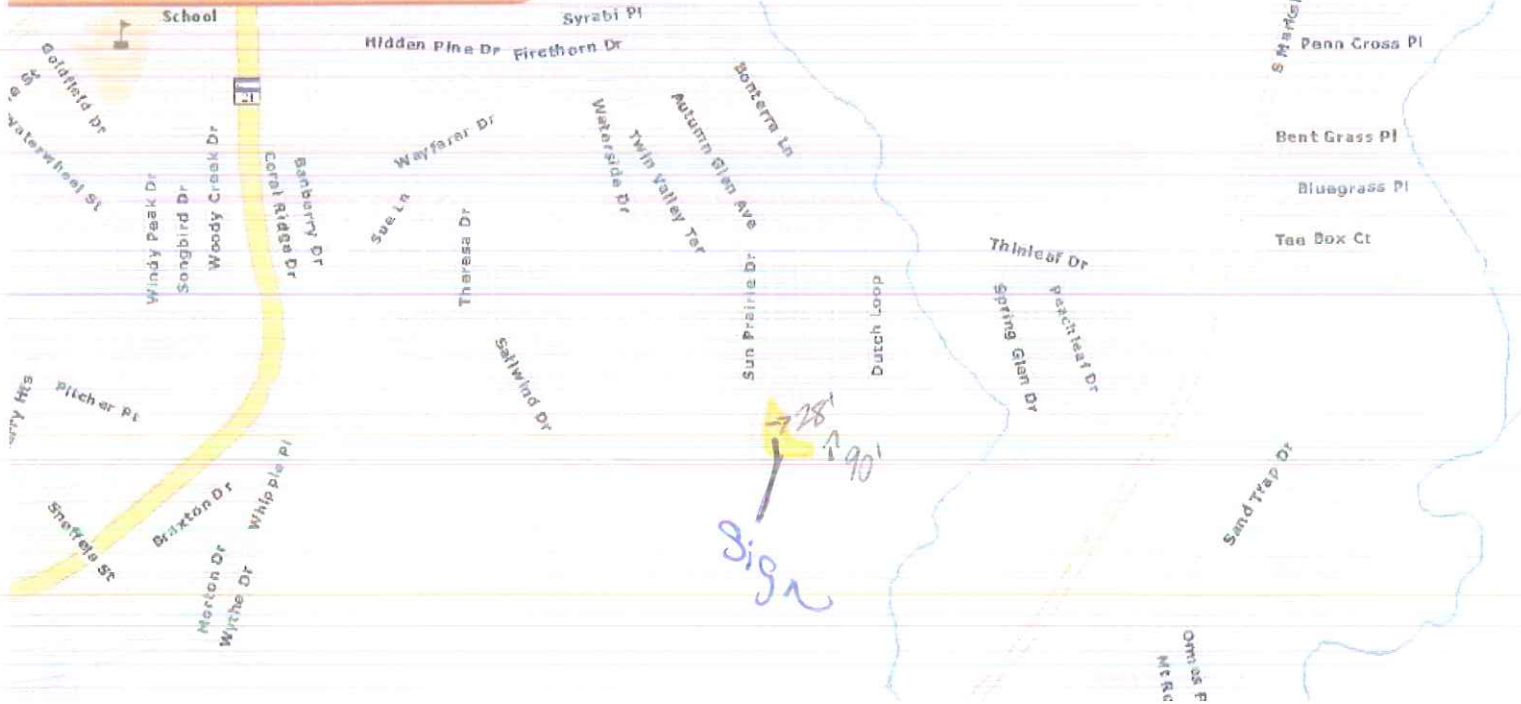 School
Syrabi Pl
Hidden Pine Dr
Firethorn Dr
Penn Cross Pl
Goldfield Dr
21
Bonterra Ln
Autumn Glen Ave
Waterside Dr
Twin Valley Ter
Wayfarer Dr
Bent Grass Pl
Waterwheel St
Windy Peak Dr
Songbird Dr
Woody Creek Dr
Coral Ridge Dr
Banberry Dr
Sue Ln
Theresa Dr
Bluegrass Pl
Tee Box Ct
Thinleaf Dr
Sun Prairie Dr
Dutch Loop
Spring Glen Dr
Peachleaf Dr
Sailwind Dr
Pitcher Pt
→ 28'
↑ 90'
Sign
Whipple Pl
Braxton Dr
Sneffels St
Morton Dr
Wythe Dr
Sand Trap Dr